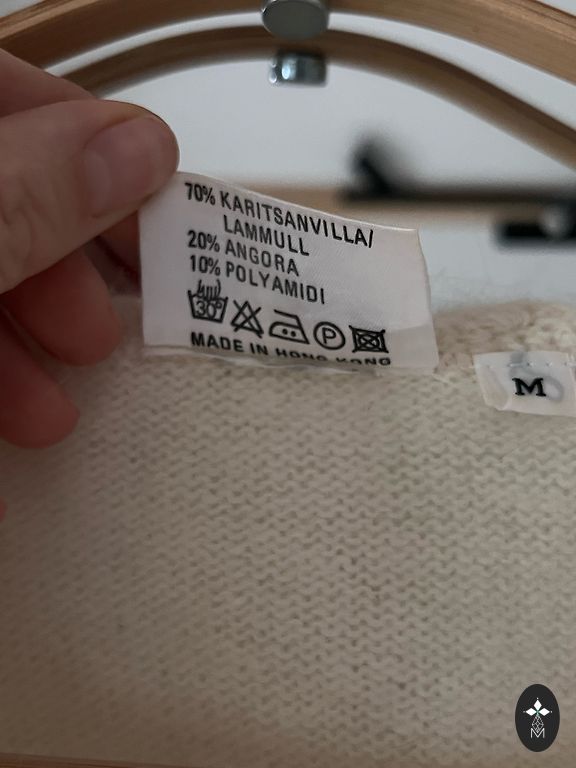 70% KARITSANVILLA/
LAMMULL
20% ANGORA
10% POLYAMIDI
30°
P
MADE IN HONG KONG
M
M